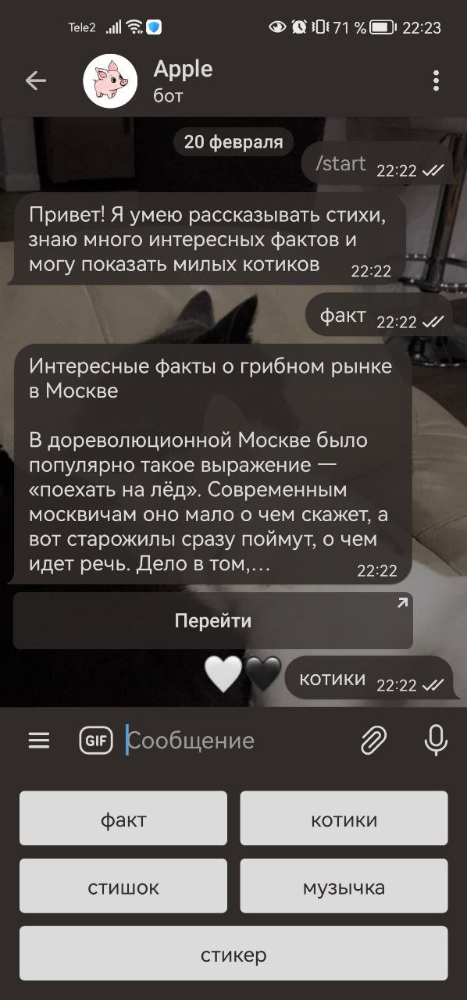 Tele2 71 % 22:23
Apple
бот
20 февраля
/start 22:22
Привет! Я умею рассказывать стихи,
знаю много интересных фактов и
могу показать милых котиков 22:22
факт 22:22
Интересные факты о грибном рынке
в Москве
В дореволюционной Москве было
популярно такое выражение —
«поехать на лёд». Современным
москвичам оно мало о чем скажет, а
вот старожилы сразу поймут, о чем
идет речь. Дело в том,... 22:22
Перейти
котики 22:22
GIF Сообщение
факт котики
стишок музычка
стикер